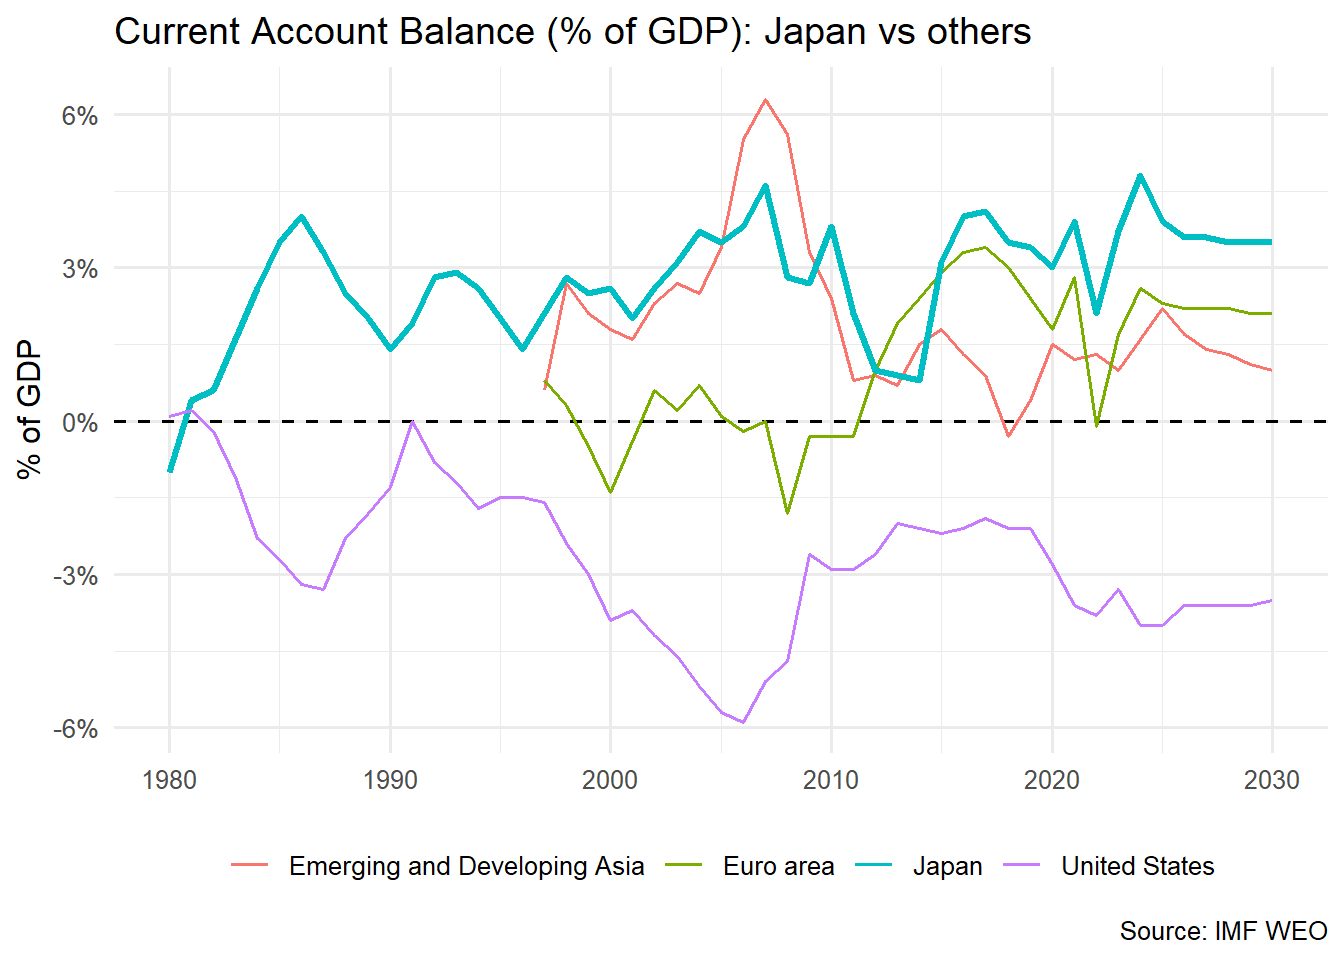 Current Account Balance (% of GDP): Japan vs others
% of GDP
6%
3%
0%
-3%
-6%
1980 1990 2000 2010 2020 2030
Emerging and Developing Asia Euro area Japan United States
Source: IMF WEO